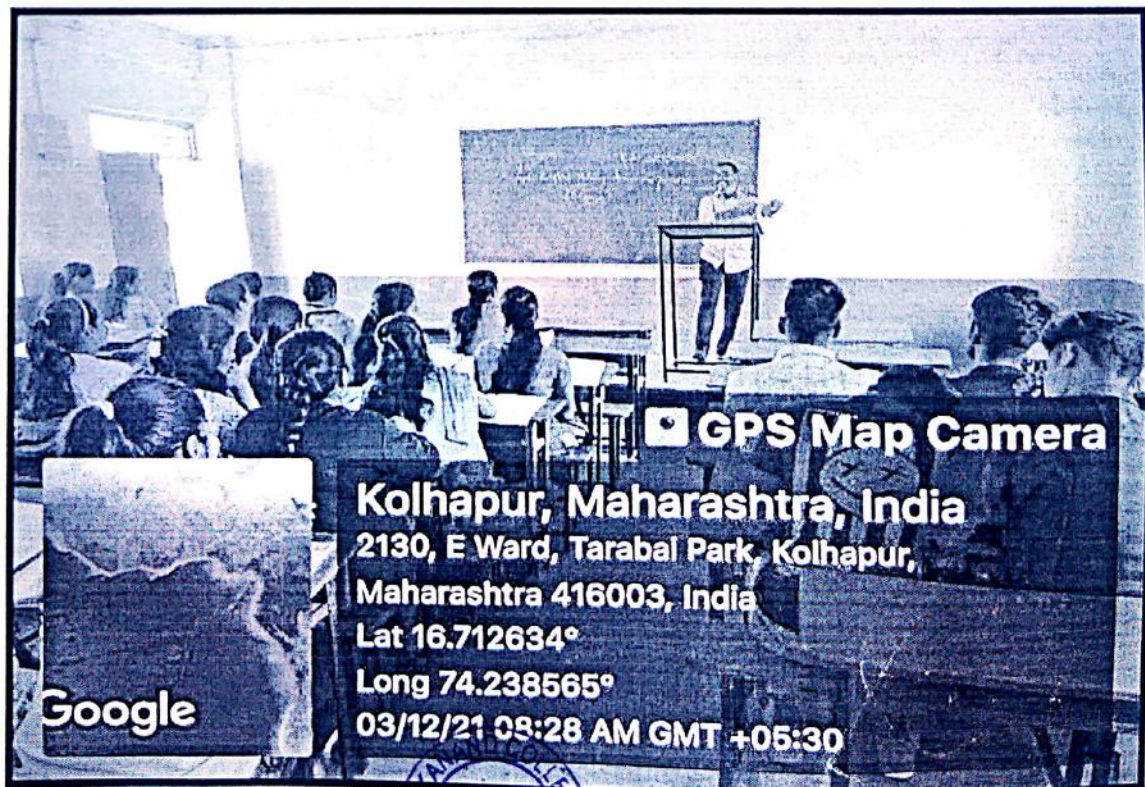 GPS Map Camera
Kolhapur, Maharashtra, India
2130, E Ward, Tarabai Park, Kolhapur,
Maharashtra 416003, India
Lat 16.712634°
Long 74.238565°
03/12/21 08:28 AM GMT +05:30
Google